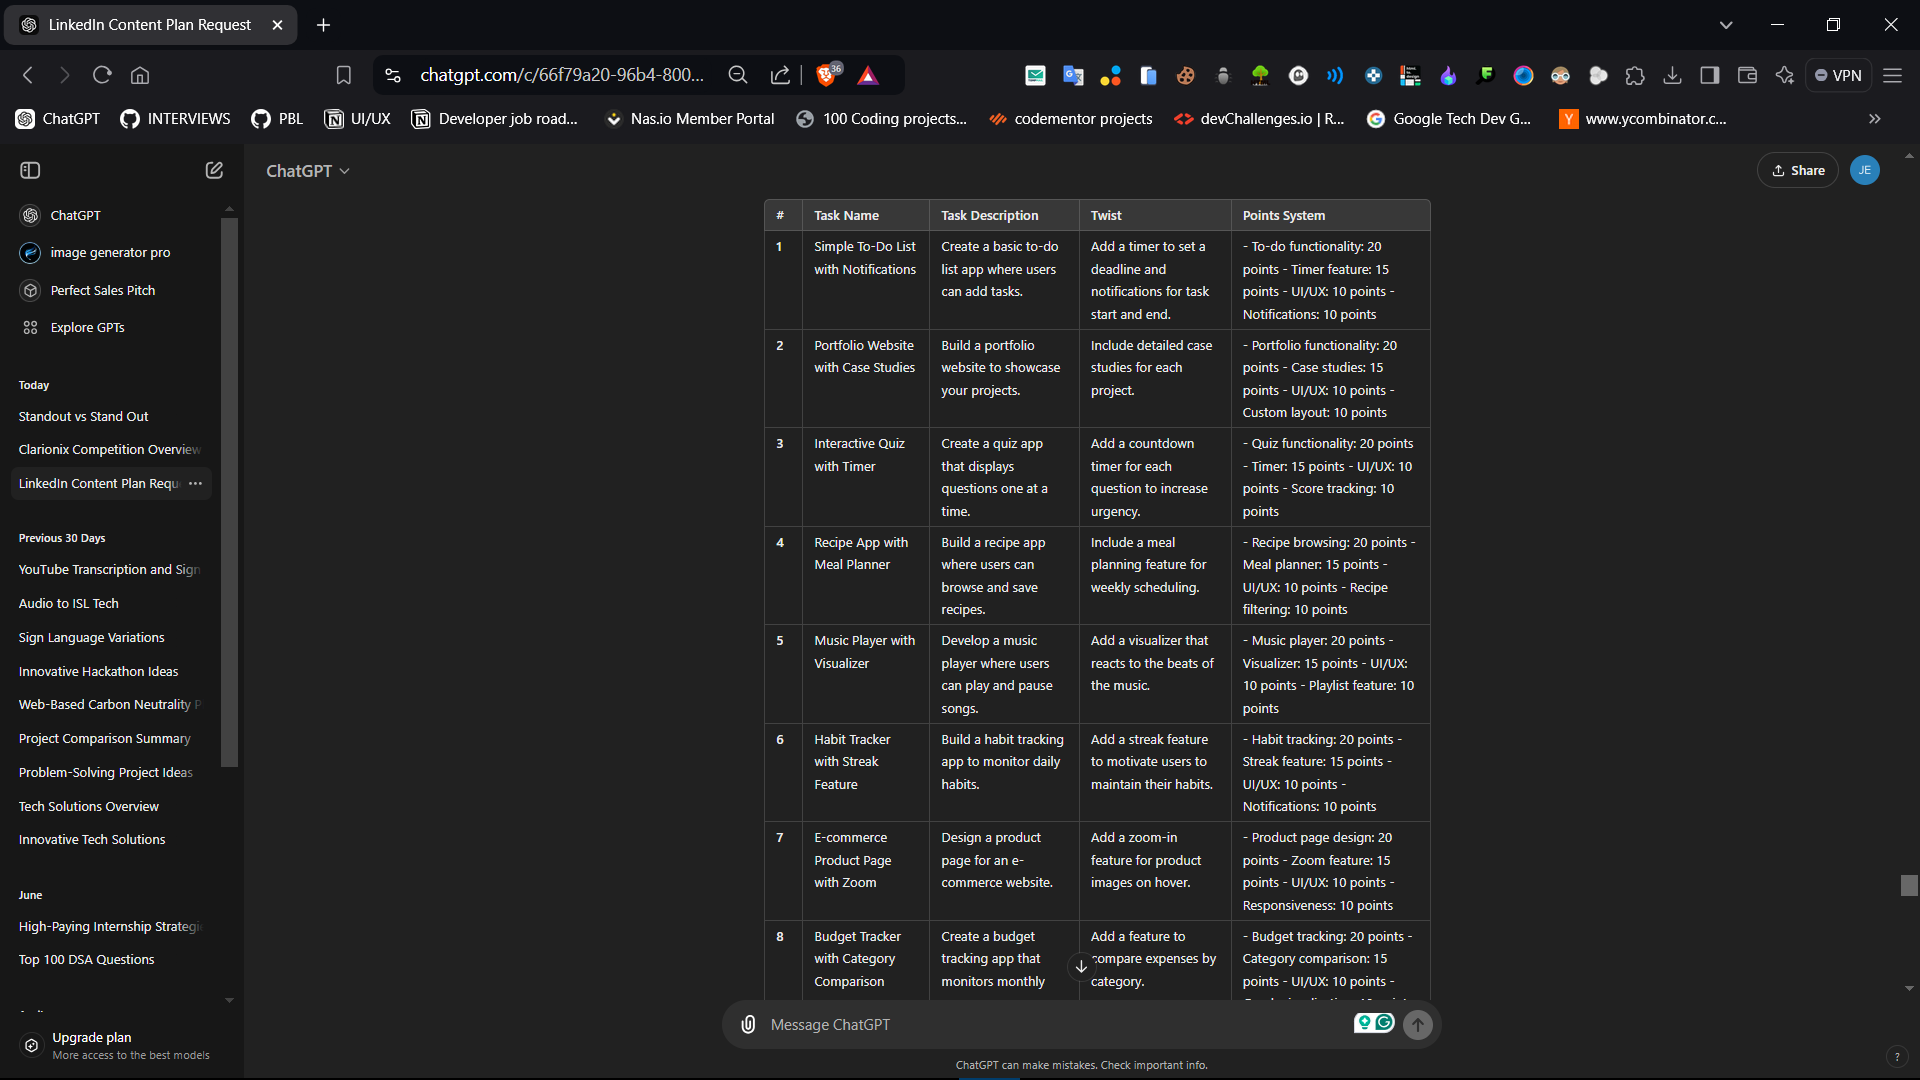 LinkedIn Content Plan Request
chatgpt.com/c/66f79a20-96b4-800...
36
VPN
ChatGPT
INTERVIEWS
PBL
UI/UX
Developer job road...
Nas.io Member Portal
100 Coding projects...
codementor projects
devChallenges.io | R...
Google Tech Dev G...
www.ycombinator.c...
ChatGPT
image generator pro
Perfect Sales Pitch
Explore GPTs
Today
Standout vs Stand Out
Clarionix Competition Overview
LinkedIn Content Plan Requ
Previous 30 Days
YouTube Transcription and Sign
Audio to ISL Tech
Sign Language Variations
Innovative Hackathon Ideas
Web-Based Carbon Neutrality P
Project Comparison Summary
Problem-Solving Project Ideas
Tech Solutions Overview
Innovative Tech Solutions
June
High-Paying Internship Strategi
Top 100 DSA Questions
Upgrade plan
More access to the best models
ChatGPT
Share
JE
# Task Name Task Description Twist Points System
1
Simple To-Do List
with Notifications
Create a basic to-do
list app where users
can add tasks.
Add a timer to set a
deadline and
notifications for task
start and end.
- To-do functionality: 20
points - Timer feature: 15
points - UI/UX: 10 points -
Notifications: 10 points
2
Portfolio Website
with Case Studies
Build a portfolio
website to showcase
your projects.
Include detailed case
studies for each
project.
- Portfolio functionality: 20
points - Case studies: 15
points - UI/UX: 10 points -
Custom layout: 10 points
3
Interactive Quiz
with Timer
Create a quiz app
that displays
questions one at a
time.
Add a countdown
timer for each
question to increase
urgency.
- Quiz functionality: 20 points
- Timer: 15 points - UI/UX: 10
points - Score tracking: 10
points
4
Recipe App with
Meal Planner
Build a recipe app
where users can
browse and save
recipes.
Include a meal
planning feature for
weekly scheduling.
- Recipe browsing: 20 points -
Meal planner: 15 points -
UI/UX: 10 points - Recipe
filtering: 10 points
5
Music Player with
Visualizer
Develop a music
player where users
can play and pause
songs.
Add a visualizer that
reacts to the beats of
the music.
- Music player: 20 points -
Visualizer: 15 points - UI/UX:
10 points - Playlist feature: 10
points
6
Habit Tracker
with Streak
Feature
Build a habit tracking
app to monitor daily
habits.
Add a streak feature
to motivate users to
maintain their habits.
- Habit tracking: 20 points -
Streak feature: 15 points -
UI/UX: 10 points -
Notifications: 10 points
7
E-commerce
Product Page
with Zoom
Design a product
page for an e-
commerce website.
Add a zoom-in
feature for product
images on hover.
- Product page design: 20
points - Zoom feature: 15
points - UI/UX: 10 points -
Responsiveness: 10 points
8
Budget Tracker
with Category
Comparison
Create a budget
tracking app that
monitors monthly
Add a feature to
compare expenses by
category.
- Budget tracking: 20 points -
Category comparison: 15
points - UI/UX: 10 points -
Message ChatGPT
ChatGPT can make mistakes. Check important info.
?